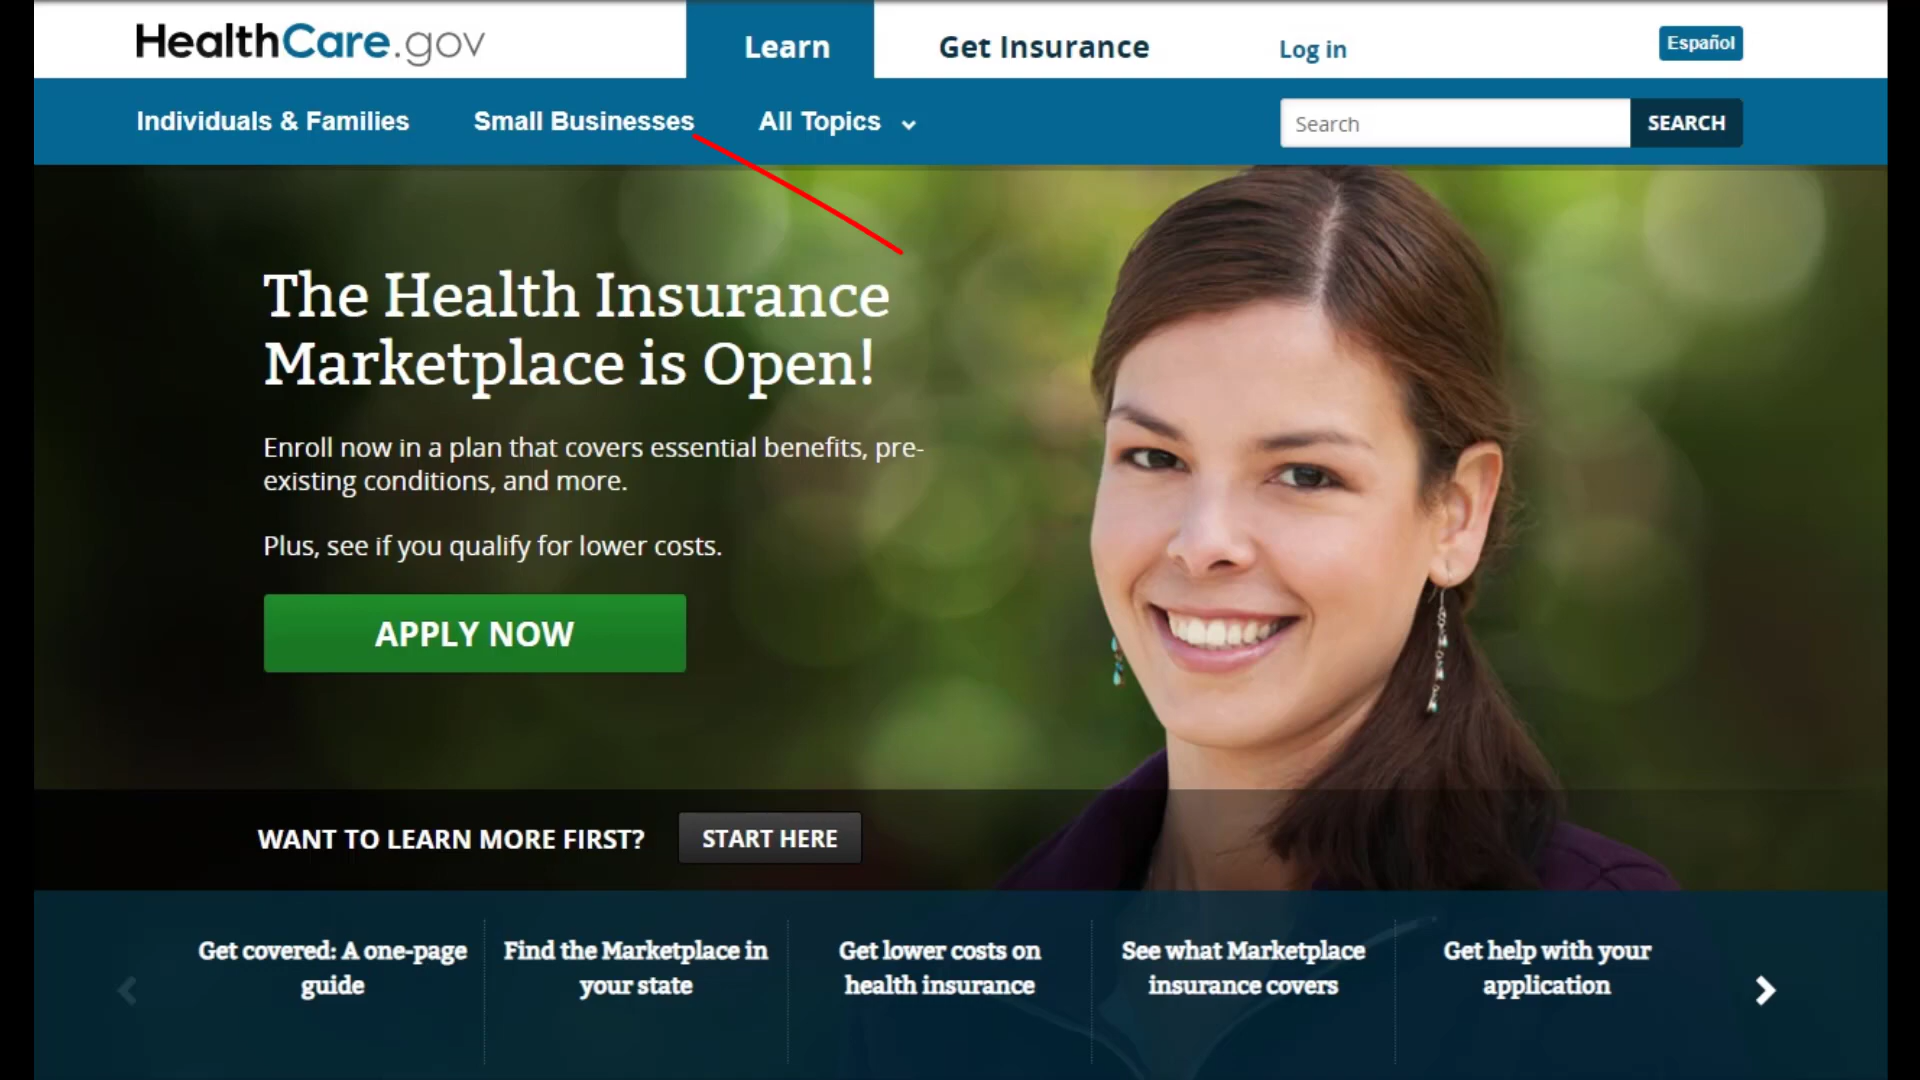 HealthCare.gov
Learn
Get Insurance
Log in
Español
Individuals & Families
Small Businesses
All Topics
Search
SEARCH
The Health Insurance
Marketplace is Open!
Enroll now in a plan that covers essential benefits, pre-
existing conditions, and more.
Plus, see if you qualify for lower costs.
APPLY NOW
WANT TO LEARN MORE FIRST?
START HERE
Get covered: A one-page
guide
Find the Marketplace in
your state
Get lower costs on
health insurance
See what Marketplace
insurance covers
Get help with your
application